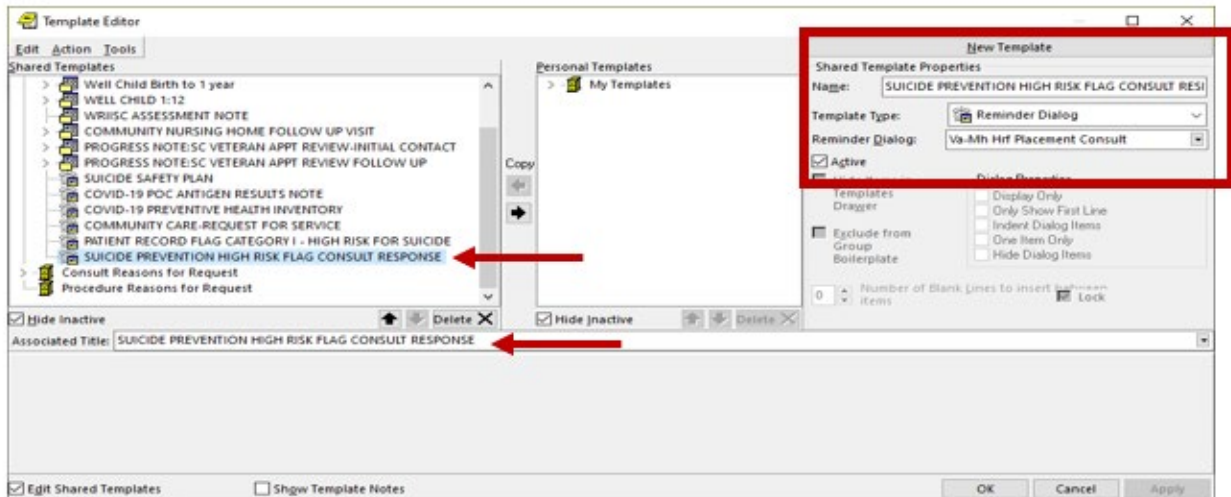 Template Editor
Edit Action Tools
New Template
Shared Templates
Personal Templates
Shared Template Properties
Well Child Birth to 1 year
WELL CHILD 1:12
WRIISC ASSESSMENT NOTE
COMMUNITY NURSING HOME FOLLOW UP VISIT
PROGRESS NOTE:SC VETERAN APPT REVIEW-INITIAL CONTACT
PROGRESS NOTE:SC VETERAN APPT REVIEW FOLLOW UP
SUICIDE SAFETY PLAN
COVID-19 POC ANTIGEN RESULTS NOTE
COVID-19 PREVENTIVE HEALTH INVENTORY
COMMUNITY CARE-REQUEST FOR SERVICE
PATIENT RECORD FLAG CATEGORY I - HIGH RISK FOR SUICIDE
SUICIDE PREVENTION HIGH RISK FLAG CONSULT RESPONSE
Consult Reasons for Request
Procedure Reasons for Request
Copy
My Templates
Name: SUICIDE PREVENTION HIGH RISK FLAG CONSULT RESI
Template Type: Reminder Dialog
Reminder Dialog: Va-Mh Hrf Placement Consult
Active
Hide Items in
Templates
Drawer
Exclude from
Group
Boilerplate
Dialog Properties
Display Only
Only Show First Line
Indent Dialog Items
One Item Only
Hide Dialog Items
0 Number of Blank Lines to insert between
items
Lock
Hide Inactive Delete
Hide Inactive Delete
Associated Title: SUICIDE PREVENTION HIGH RISK FLAG CONSULT RESPONSE
Edit Shared Templates Show Template Notes OK Cancel Apply